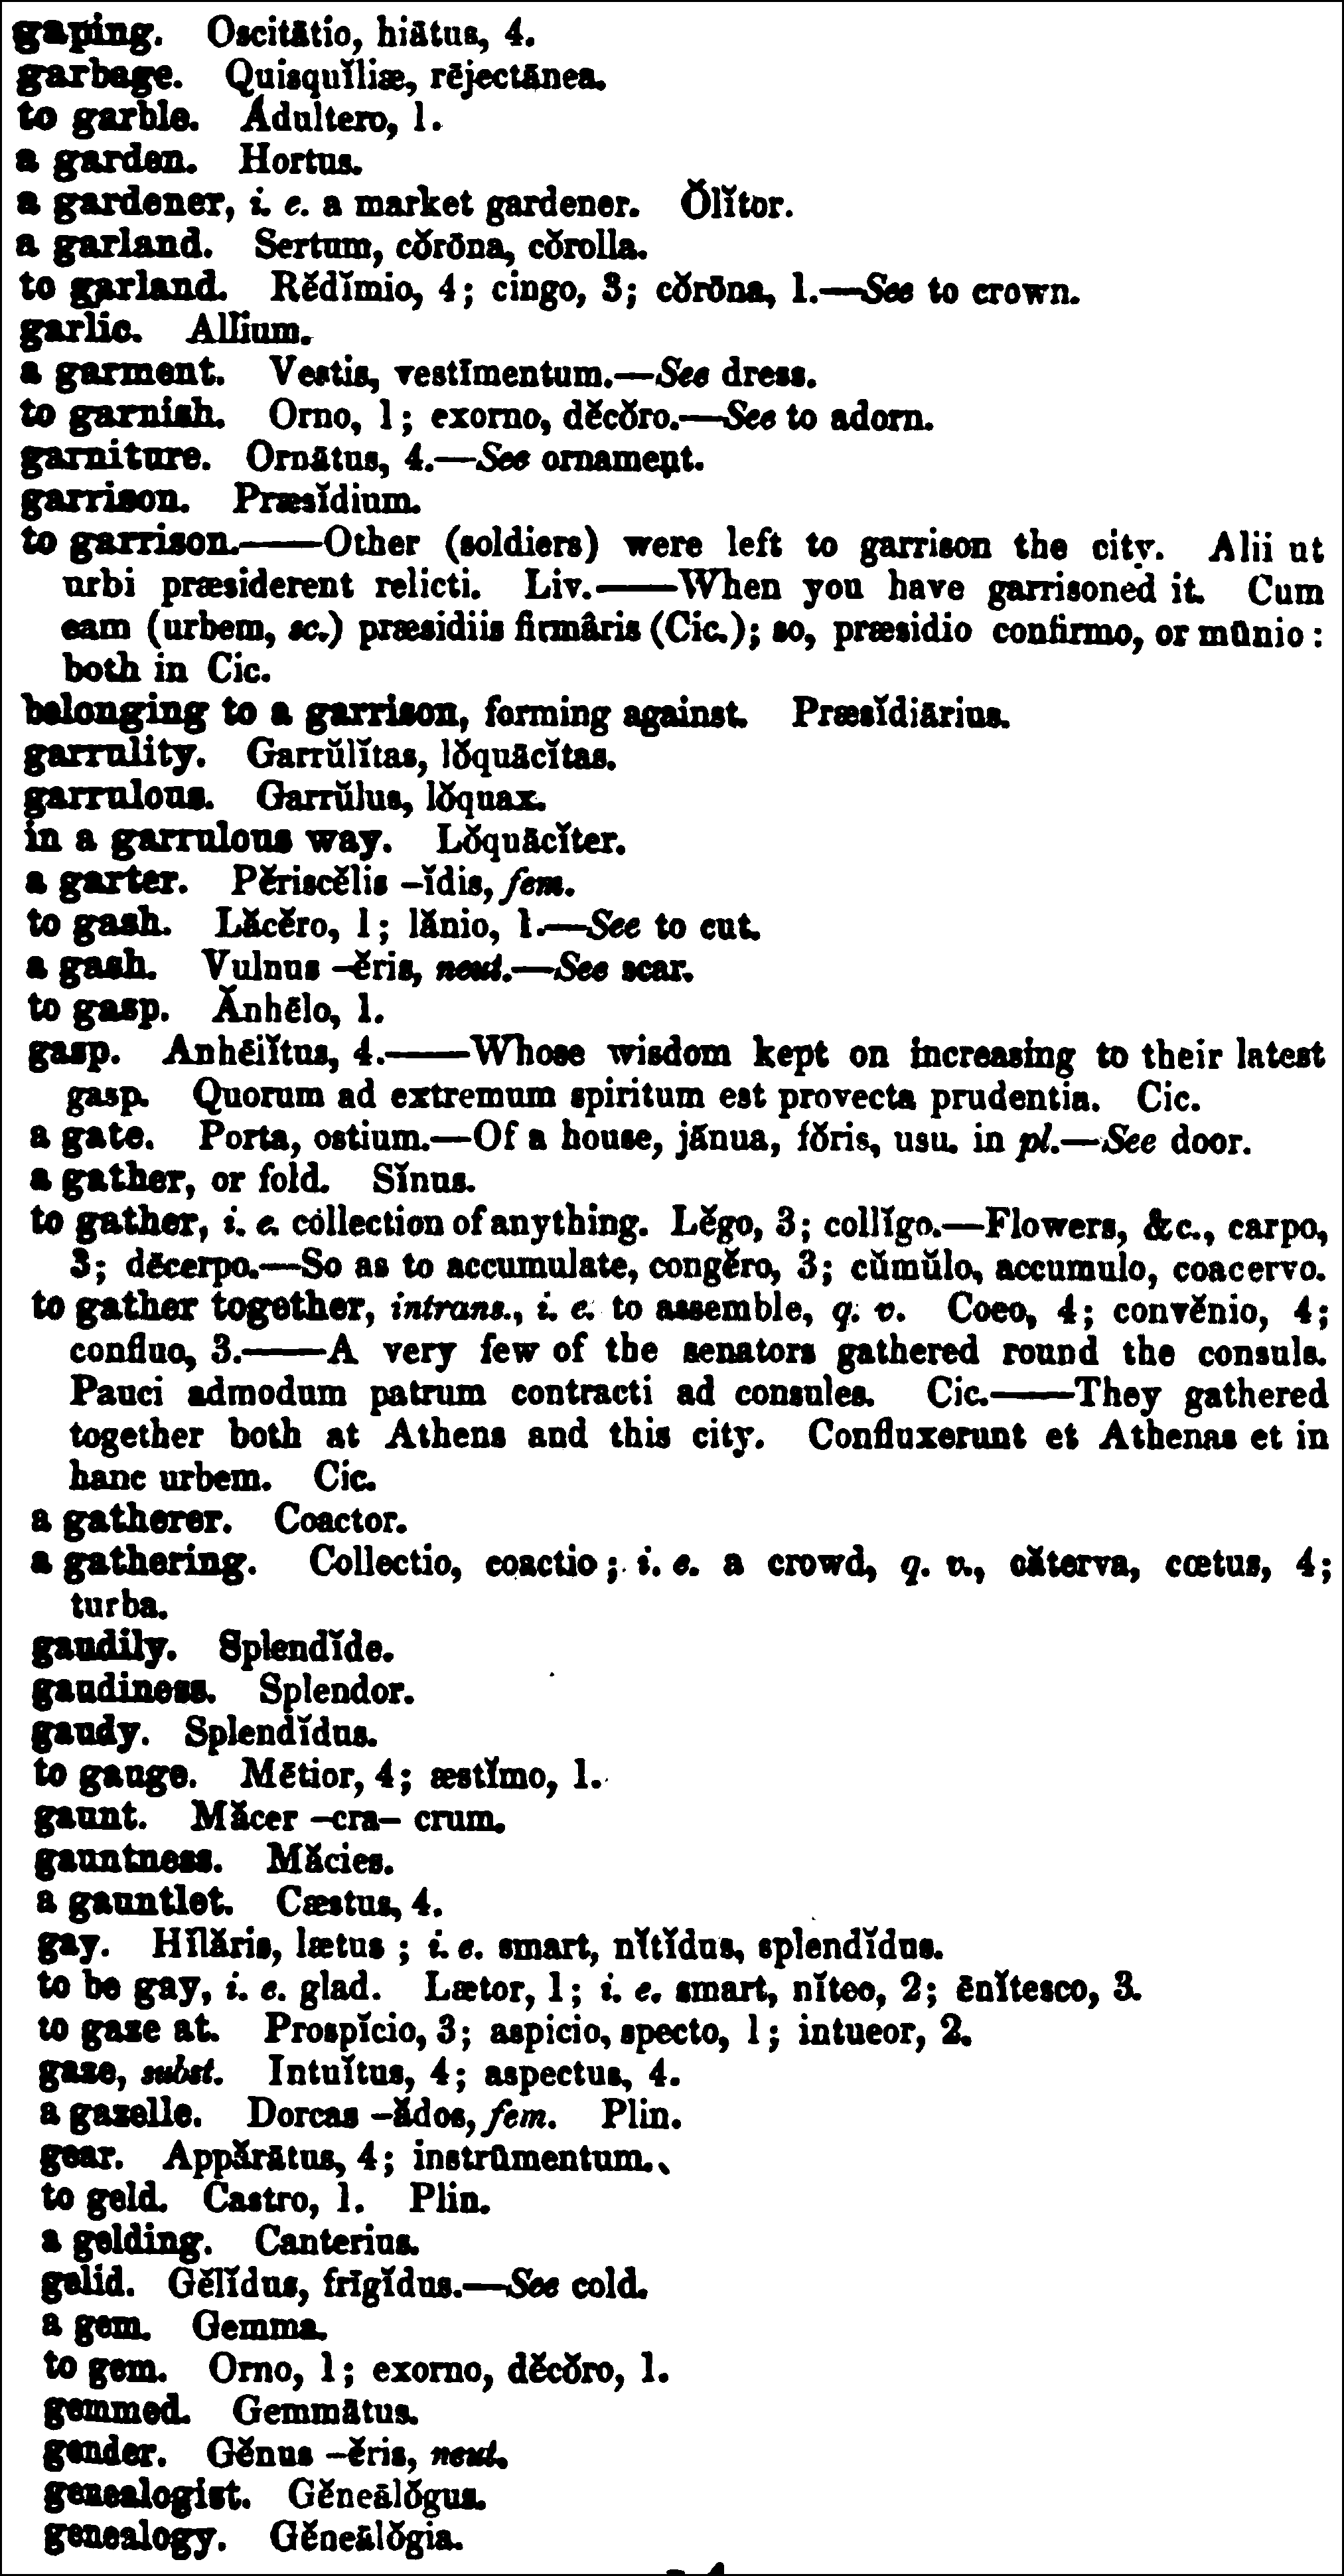 gaping. Oscitātio, hiātus, 4.
garbage. Quisquĭliæ, rējectānea.
to garble. Ădultero, 1.
a garden. Hortus.
a gardener, i. e. a market gardener. Ŏlĭtor.
a garland. Sertum, cŏrōna, cŏrolla.
to garland. Rĕdĭmio, 4; cingo, 3; cŏrōna, 1.—See to crown.
garlic. Allĭum.
a garment. Vestis, vestīmentum.—See dress.
to garnish. Orno, 1; exorno, dĕcŏro.—See to adorn.
garniture. Ornātus, 4.—See ornament.
garrison. Præsĭdium.
to garrison.——Other (soldiers) were left to garrison the city. Alii ut
urbi præsiderent relicti. Liv.——When you have garrisoned it. Cum
eam (urbem, sc.) præsidiis firmâris (Cic.); so, præsidio confirmo, or mūnio:
both in Cic.
belonging to a garrison, forming against. Præsĭdiārius.
garrulity. Garrŭlĭtas, lŏquācĭtas.
garrulous. Garrŭlus, lŏquax.
in a garrulous way. Lŏquācĭter.
a garter. Pĕriscĕlis –ĭdis, fem.
to gash. Lăcĕro, 1; lănio, 1.—See to cut.
a gash. Vulnus –ĕris, neut.—See scar.
to gasp. Ănhēlo, 1.
gasp. Anhēlĭtus, 4.——Whose wisdom kept on increasing to their latest
gasp. Quorum ad extremum spiritum est provecta prudentia. Cic.
a gate. Porta, ostium.—Of a house, jānua, fŏris, usu. in pl.—See door.
a gather, or fold. Sĭnus.
to gather, i. e. collection of anything. Lĕgo, 3; collĭgo.—Flowers, &c., carpo,
3; dēcerpo.—So as to accumulate, congĕro, 3; cŭmŭlo, accumulo, coacervo.
to gather together, intrans., i. e. to assemble, q. v. Coeo, 4; convĕnio, 4;
confluo, 3.——A very few of the senators gathered round the consuls.
Pauci admodum patrum contracti ad consules. Cic.——They gathered
together both at Athens and this city. Confluxerunt et Athenas et in
hanc urbem. Cic.
a gatherer. Coactor.
a gathering. Collectio, coactio; i. e. a crowd, q. v., căterva, cœtus, 4;
turba.
gaudily. Splendĭde.
gaudiness. Splendor.
gaudy. Splendĭdus.
to gauge. Mētior, 4; æstĭmo, 1.
gaunt. Măcer –cra– crum.
gauntness. Măcies.
a gauntlet. Cæstus, 4.
gay. Hĭlăris, lætus; i. e. smart, nĭtĭdus, splendĭdus.
to be gay, i. e. glad. Lætor, 1; i. e. smart, nĭteo, 2; ēnĭtesco, 3.
to gaze at. Prospĭcio, 3; aspicio, specto, 1; intueor, 2.
gaze, subst. Intuĭtus, 4; aspectus, 4.
a gazelle. Dorcas –ădos, fem. Plin.
gear. Appărātus, 4; instrūmentum.
to geld. Castro, 1. Plin.
a gelding. Canterius.
gelid. Gĕlĭdus, frīgĭdus.—See cold.
a gem. Gemma.
to gem. Orno, 1; exorno, dĕcŏro, 1.
gemmed. Gemmātus.
gender. Gĕnus –ĕris, neut.
genealogist. Gĕneālŏgus.
genealogy. Gĕneālŏgia.